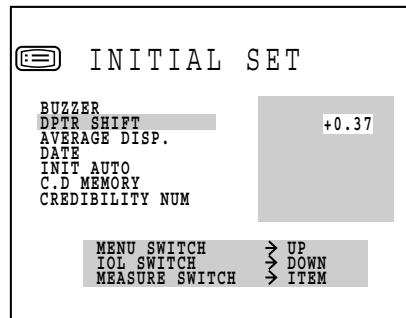 INITIAL SET
BUZZER
DPTR SHIFT +0.37
AVERAGE DISP.
DATE
INIT AUTO
C.D MEMORY
CREDIBILITY NUM
MENU SWITCH → UP
IOL SWITCH → DOWN
MEASURE SWITCH → ITEM